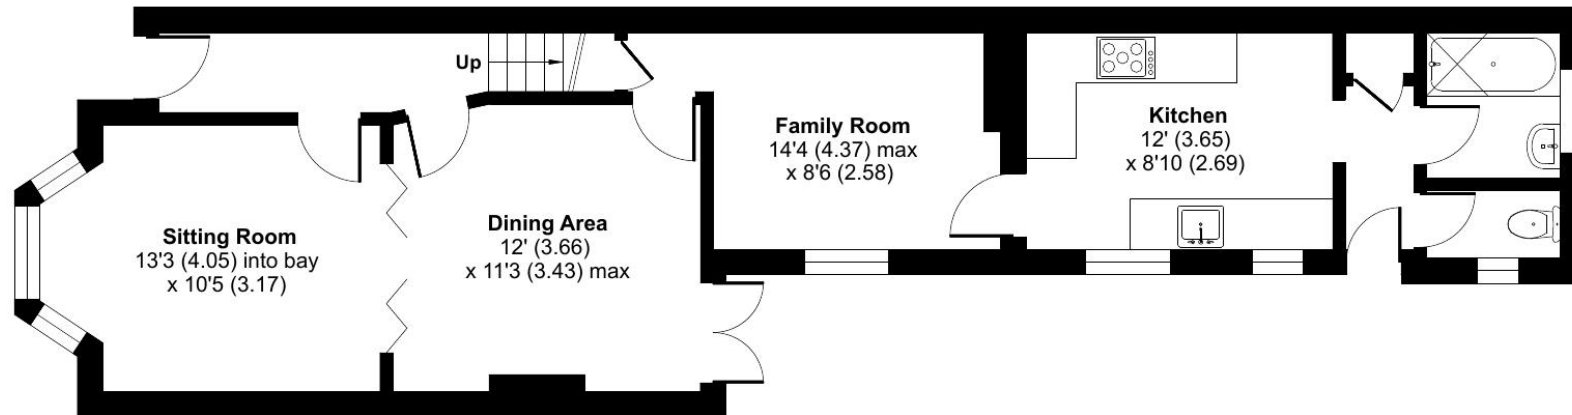 Up
Sitting Room
13'3 (4.05) into bay
x 10'5 (3.17)
Dining Area
12' (3.66)
x 11'3 (3.43) max
Family Room
14'4 (4.37) max
x 8'6 (2.58)
Kitchen
12' (3.65)
x 8'10 (2.69)